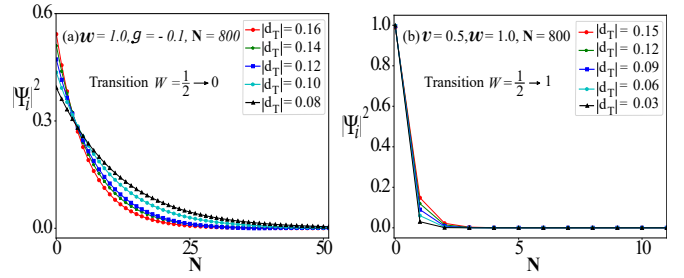 (a) w = 1.0, g = - 0.1, N = 800
|d_T| = 0.16
|d_T| = 0.14
|d_T| = 0.12
|d_T| = 0.10
|d_T| = 0.08
Transition W = 1/2 → 0
|Ψ_i|²
0.6
0.3
0.0
0
25
50
N
(b) v = 0.5, w = 1.0, N = 800
|d_T| = 0.15
|d_T| = 0.12
|d_T| = 0.09
|d_T| = 0.06
|d_T| = 0.03
Transition W = 1/2 → 1
|Ψ_i|²
1.0
0.8
0.6
0.4
0.2
0.0
0
5
10
N